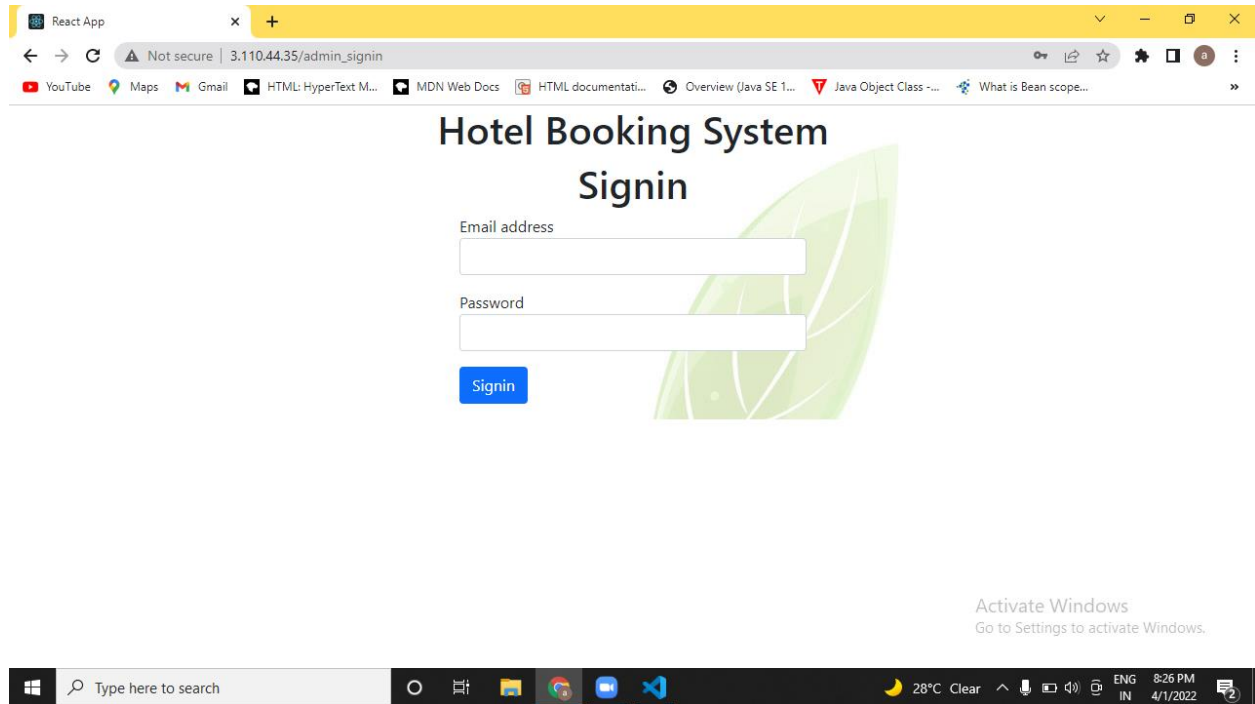 React App
Not secure | 3.110.44.35/admin_signin
a
YouTube Maps Gmail HTML: HyperText M... MDN Web Docs HTML documentati... Overview (Java SE 1... Java Object Class -... What is Bean scope... »
Hotel Booking System
Signin
Email address
Password
Signin
Activate Windows
Go to Settings to activate Windows.
Type here to search
28°C Clear
ENG
IN
8:26 PM
4/1/2022
2